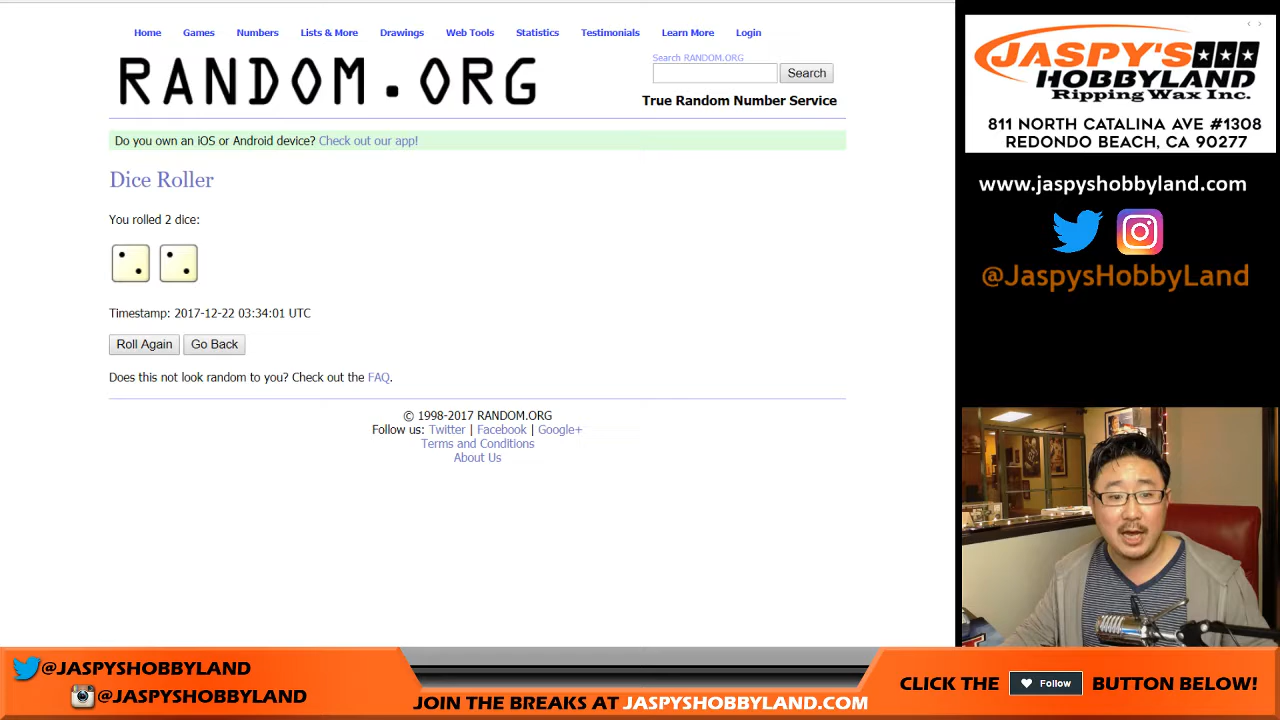 Home Games Numbers Lists & More Drawings Web Tools Statistics Testimonials Learn More Login
RANDOM.ORG
Search RANDOM.ORG
Search
True Random Number Service
Do you own an iOS or Android device? Check out our app!
Dice Roller
You rolled 2 dice:
Timestamp: 2017-12-22 03:34:01 UTC
Roll Again Go Back
Does this not look random to you? Check out the FAQ.
© 1998-2017 RANDOM.ORG
Follow us: Twitter | Facebook | Google+
Terms and Conditions
About Us
JASPY'S
HOBBYLAND
Ripping Wax Inc.
811 NORTH CATALINA AVE #1308
REDONDO BEACH, CA 90277
www.jaspyshobbyland.com
@JaspysHobbyLand
@JASPYSHOBBYLAND
@JASPYSHOBBYLAND
JOIN THE BREAKS AT JASPYSHOBBYLAND.COM
CLICK THE Follow BUTTON BELOW!